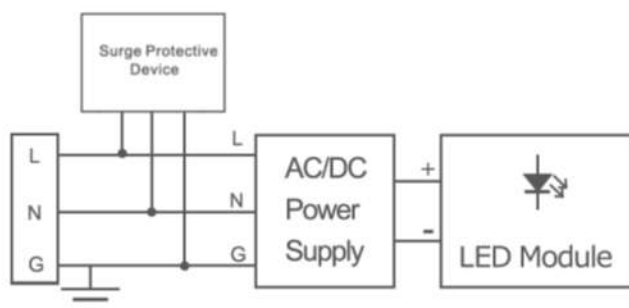 Surge Protective
Device
L
N
G
L
N
G
AC/DC
Power
Supply
+
-
LED Module